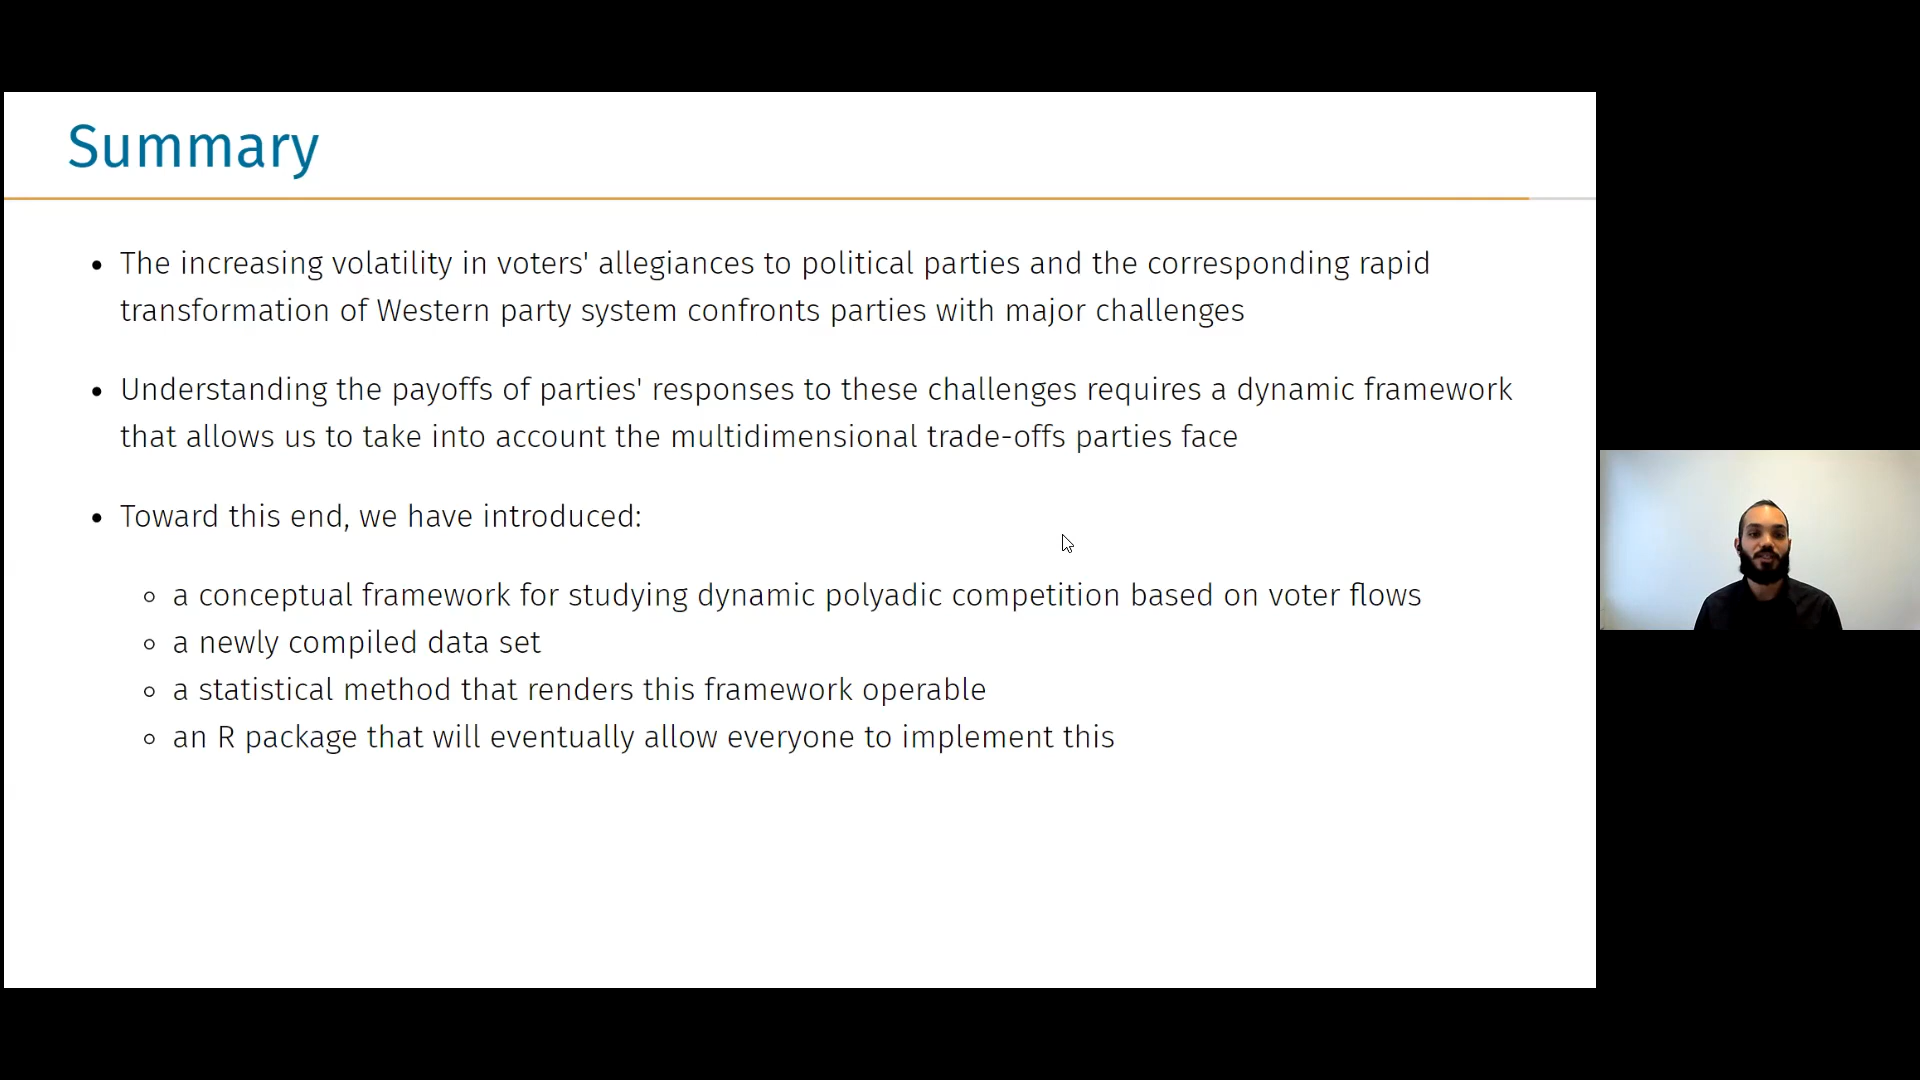 Summary
• The increasing volatility in voters' allegiances to political parties and the corresponding rapid
transformation of Western party system confronts parties with major challenges
• Understanding the payoffs of parties' responses to these challenges requires a dynamic framework
that allows us to take into account the multidimensional trade-offs parties face
• Toward this end, we have introduced:
◦ a conceptual framework for studying dynamic polyadic competition based on voter flows
◦ a newly compiled data set
◦ a statistical method that renders this framework operable
◦ an R package that will eventually allow everyone to implement this